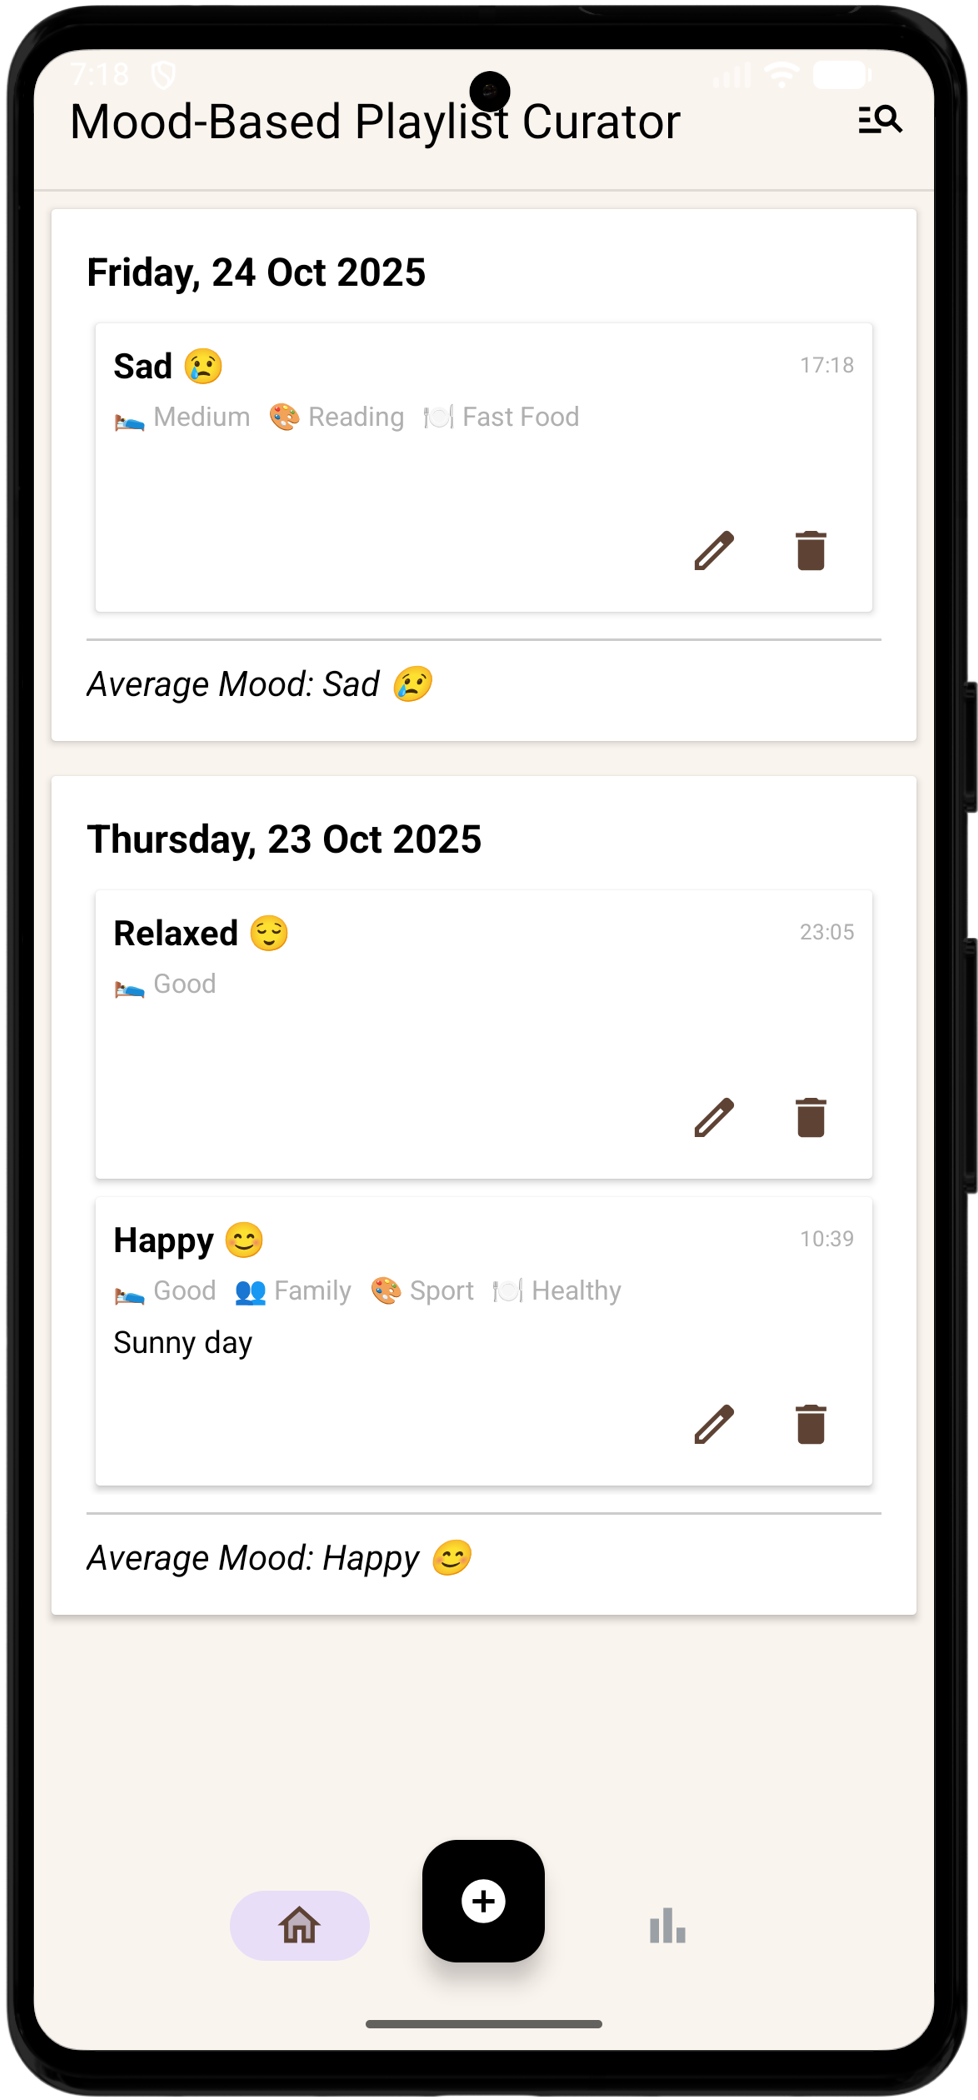 7:18
Mood-Based Playlist Curator
Friday, 24 Oct 2025
Sad 😢 17:18
🛌 Medium 🎨 Reading 🍽️ Fast Food
Average Mood: Sad 😢
Thursday, 23 Oct 2025
Relaxed 😌 23:05
🛌 Good
Happy 😊 10:39
🛌 Good 👥 Family 🎨 Sport 🍽️ Healthy
Sunny day
Average Mood: Happy 😊